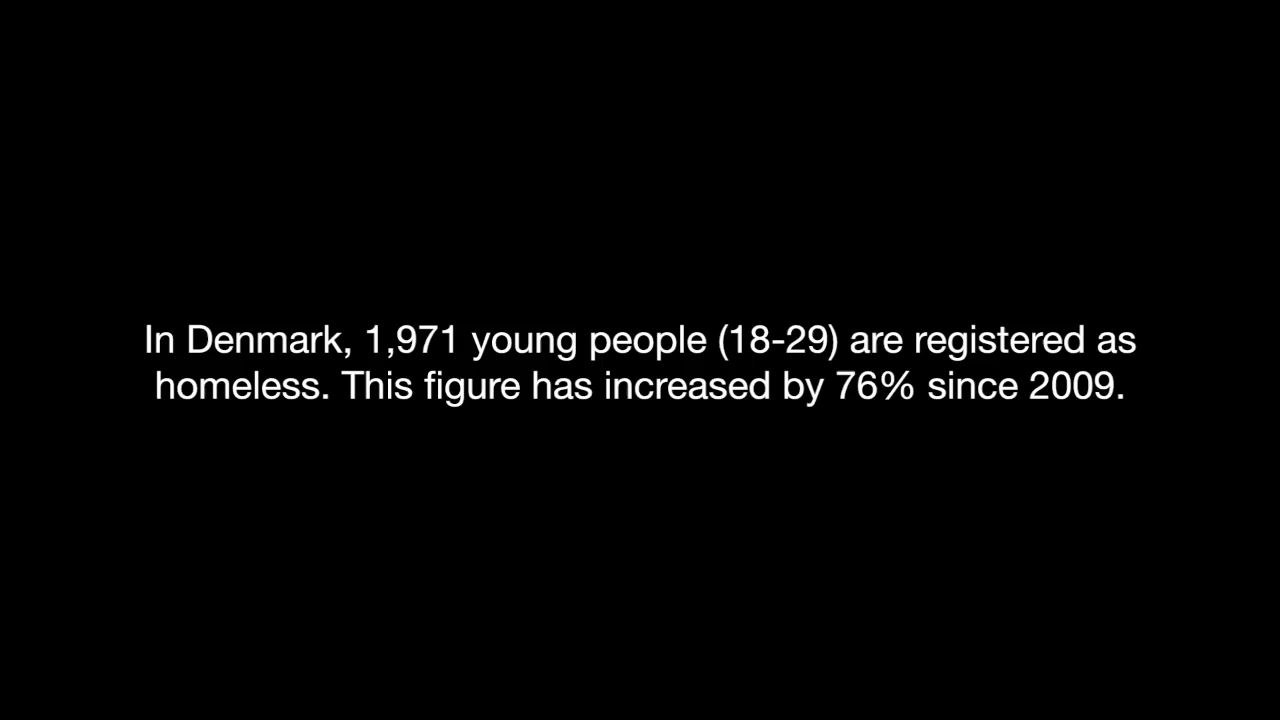 In Denmark, 1,971 young people (18-29) are registered as
homeless. This figure has increased by 76% since 2009.